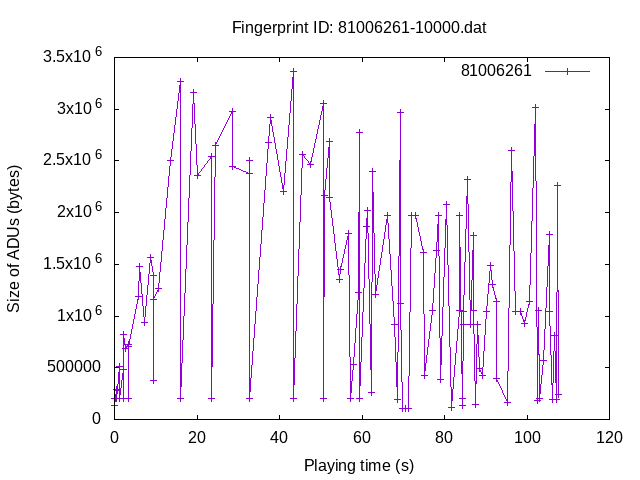 Fingerprint ID: 81006261-10000.dat
81006261
3.5x10^6
3x10^6
2.5x10^6
2x10^6
1.5x10^6
1x10^6
500000
0
Size of ADUs (bytes)
0 20 40 60 80 100 120
Playing time (s)